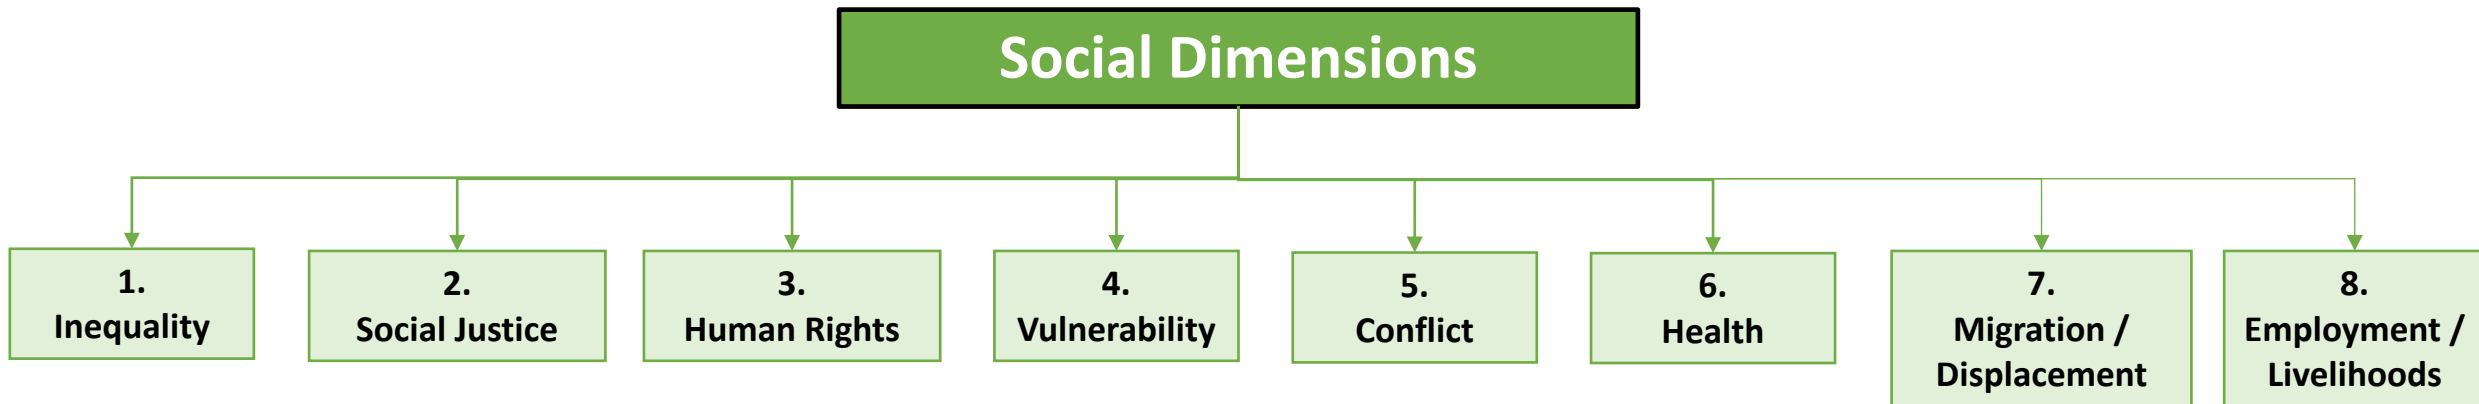 Social Dimensions
1.
Inequality
2.
Social Justice
3.
Human Rights
4.
Vulnerability
5.
Conflict
6.
Health
7.
Migration /
Displacement
8.
Employment /
Livelihoods